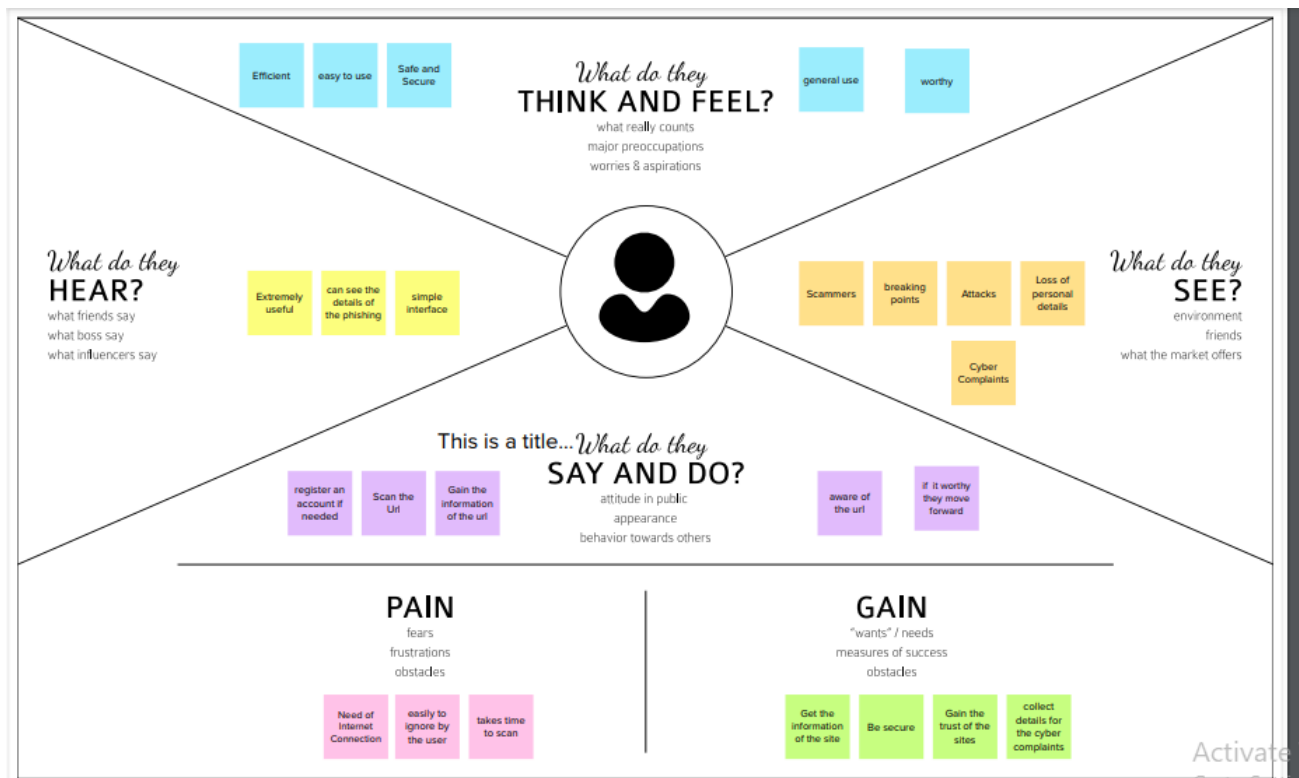 Efficient
easy to use
Safe and
Secure
What do they
THINK AND FEEL?
what really counts
major preoccupations
worries & aspirations
general use
worthy
What do they
HEAR?
what friends say
what boss say
what influencers say
Extremely
useful
can see the
details of
the phishing
simple
interface
Scammers
breaking
points
Attacks
Loss of
personal
details
Cyber
Complaints
What do they
SEE?
environment
friends
what the market offers
This is a title...
What do they
SAY AND DO?
attitude in public
appearance
behavior towards others
register an
account if
needed
Scan the
Url
Gain the
information
of the url
aware of
the url
if it worthy
they move
forward
PAIN
fears
frustrations
obstacles
Need of
Internet
Connection
easily to
ignore by
the user
takes time
to scan
GAIN
"wants" / needs
measures of success
obstacles
Get the
information
of the site
Be secure
Gain the
trust of the
sites
collect
details for
the cyber
complaints
Activate